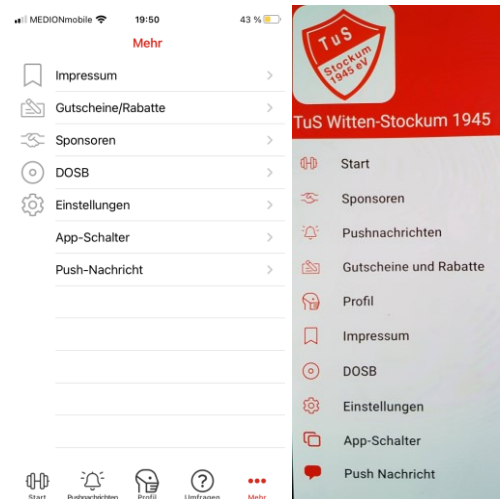 MEDIONmobile 19:50 43 %
Mehr
Impressum
Gutscheine/Rabatte
Sponsoren
DOSB
Einstellungen
App-Schalter
Push-Nachricht
Start Pushnachrichten Profil Umfragen Mehr
TuS
Stockum
1945 eV
TuS Witten-Stockum 1945
Start
Sponsoren
Pushnachrichten
Gutscheine und Rabatte
Profil
Impressum
DOSB
Einstellungen
App-Schalter
Push Nachricht